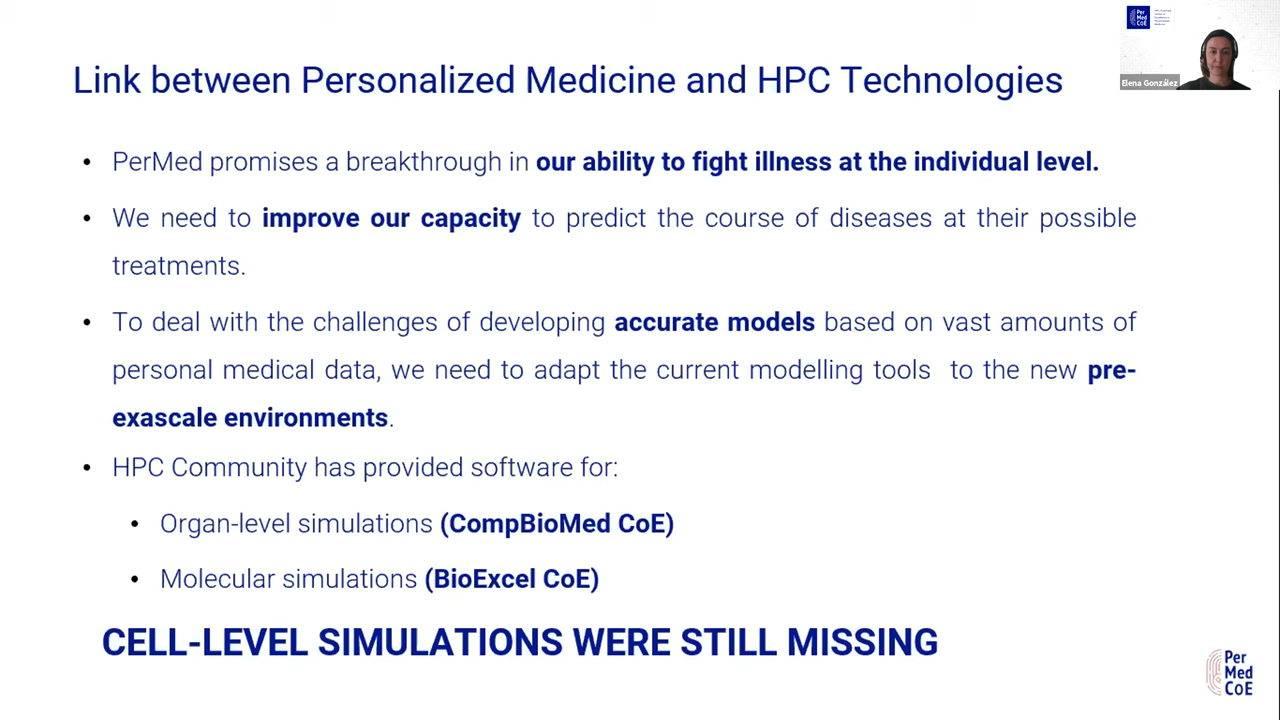 Per
Med
CoE
Elena González
Link between Personalized Medicine and HPC Technologies
• PerMed promises a breakthrough in our ability to fight illness at the individual level.
• We need to improve our capacity to predict the course of diseases at their possible
treatments.
• To deal with the challenges of developing accurate models based on vast amounts of
personal medical data, we need to adapt the current modelling tools to the new pre-
exascale environments.
• HPC Community has provided software for:
• Organ-level simulations (CompBioMed CoE)
• Molecular simulations (BioExcel CoE)
CELL-LEVEL SIMULATIONS WERE STILL MISSING
Per
Med
CoE